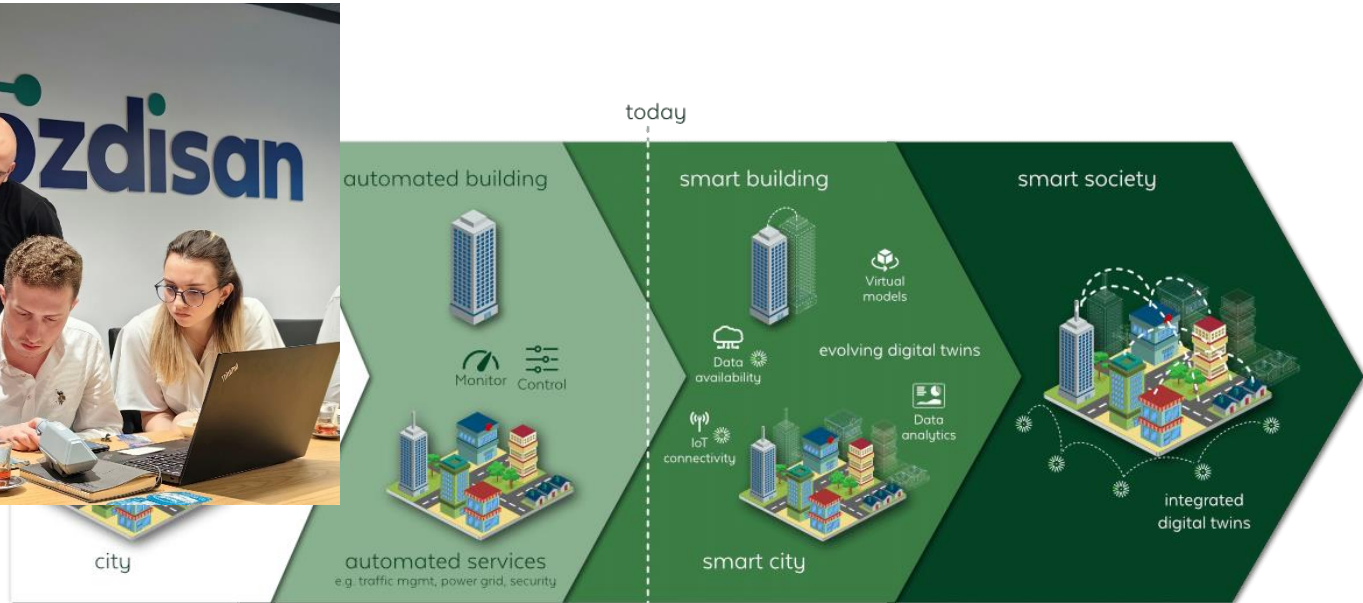 özdisan
today
automated building
smart building
smart society
Virtual
models
Data
availability
evolving digital twins
Monitor
Control
Data
analytics
IoT
connectivity
integrated
digital twins
city
automated services
e.g. traffic mgmt, power grid, security
smart city